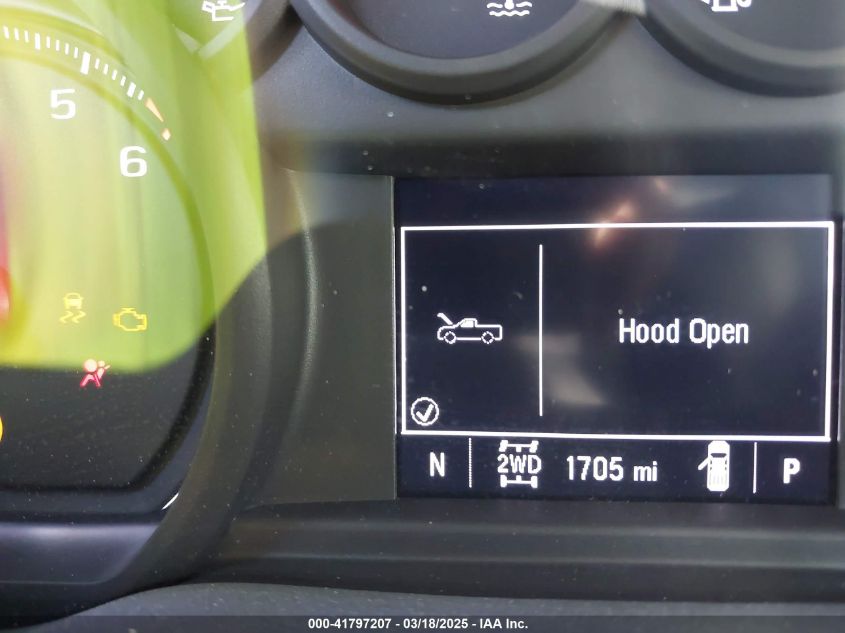 5
6
Hood Open
N 2WD 1705 mi P
000-41797207 - 03/18/2025 - IAA Inc.